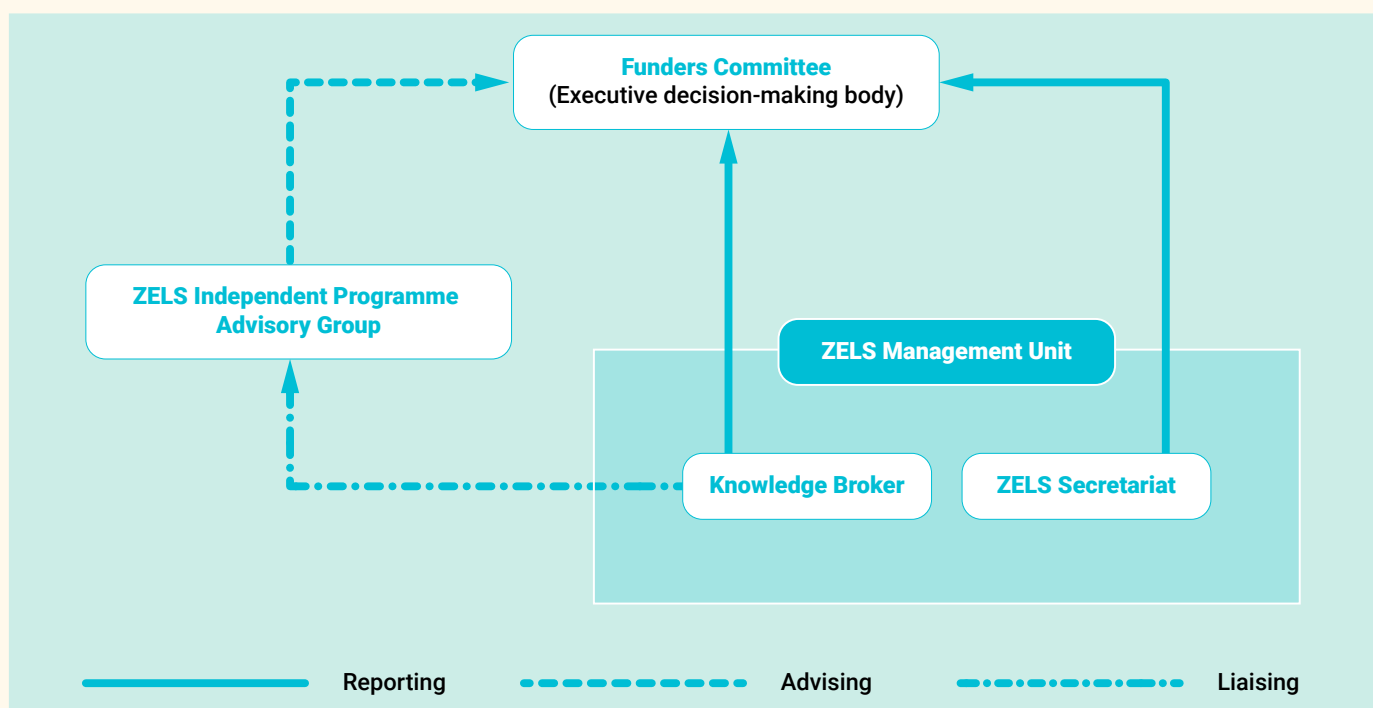 Funders Committee
(Executive decision-making body)
ZELS Independent Programme
Advisory Group
ZELS Management Unit
Knowledge Broker
ZELS Secretariat
Reporting
Advising
Liaising